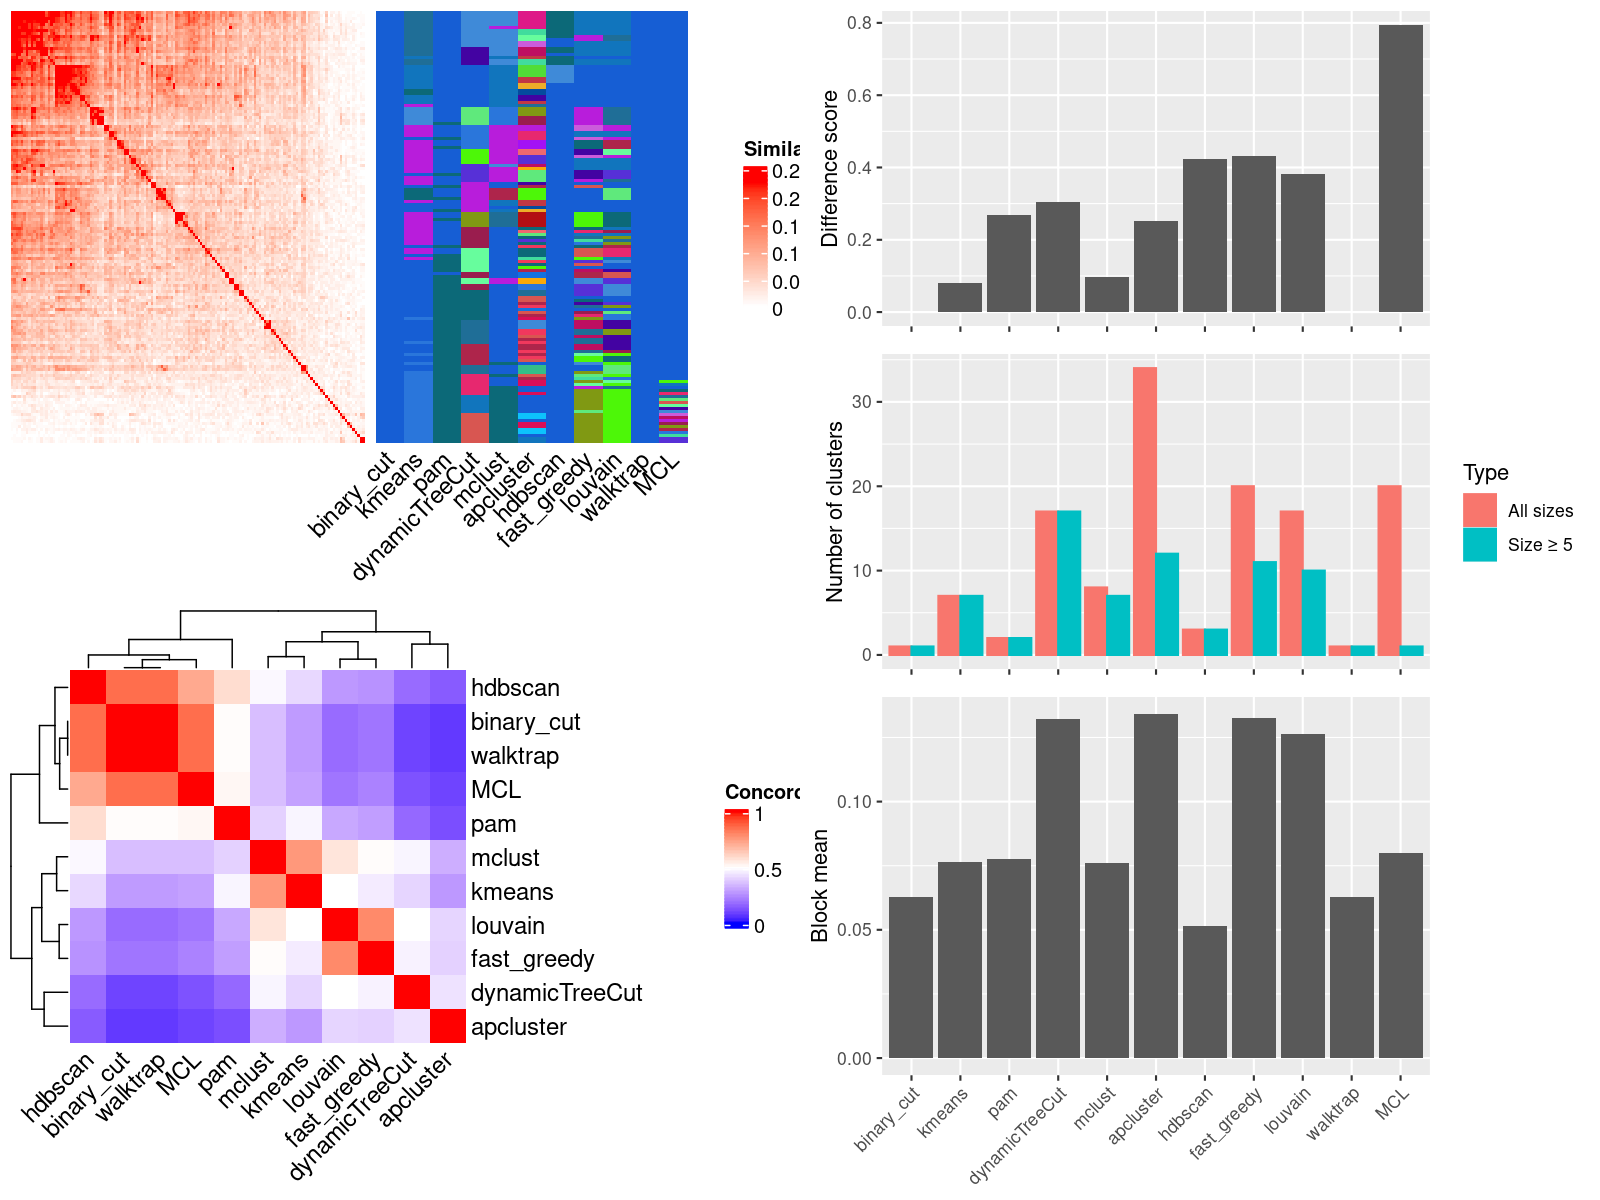 Simila
0.2
0.2
0.1
0.1
0.0
0
binary_cut
kmeans
pam
dynamicTreeCut
mclust
apcluster
hdbscan
fast_greedy
louvain
walktrap
MCL
hdbscan
binary_cut
walktrap
MCL
pam
mclust
kmeans
louvain
fast_greedy
dynamicTreeCut
apcluster
hdbscan
binary_cut
walktrap
MCL
pam
mclust
kmeans
louvain
fast_greedy
dynamicTreeCut
apcluster
Concord
1
0.5
0
Difference score
0.8
0.6
0.4
0.2
0.0
Number of clusters
30
20
10
0
Type
All sizes
Size ≥ 5
Block mean
0.10
0.05
0.00
binary_cut
kmeans
pam
dynamicTreeCut
mclust
apcluster
hdbscan
fast_greedy
louvain
walktrap
MCL